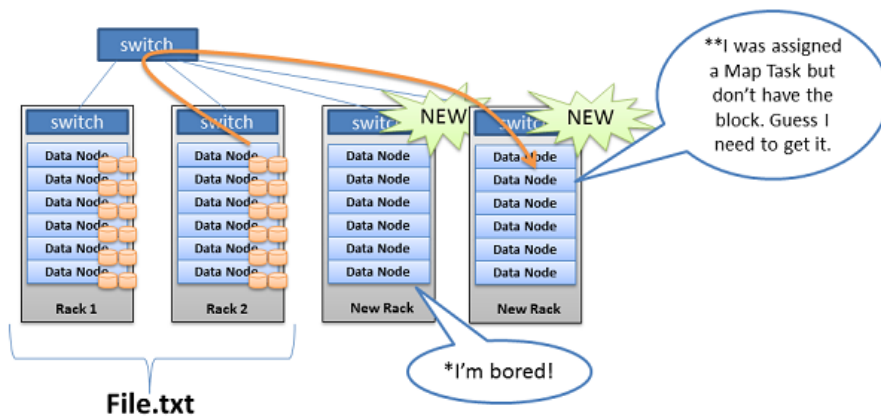 switch
**I was assigned
a Map Task but
don't have the
block. Guess I
need to get it.
switch
switch
switch
NEW
switch
NEW
Data Node
Data Node
Data Node
Data Node
Data Node
Data Node
Rack 1
Data Node
Data Node
Data Node
Data Node
Data Node
Data Node
Rack 2
Data Node
Data Node
Data Node
Data Node
Data Node
Data Node
New Rack
Data Node
Data Node
Data Node
Data Node
Data Node
Data Node
New Rack
*I'm bored!
File.txt